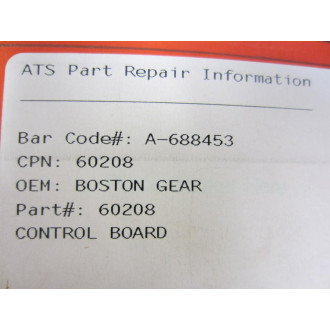 ATS Part Repair Information
Bar Code#: A-688453
CPN: 60208
OEM: BOSTON GEAR
Part#: 60208
CONTROL BOARD